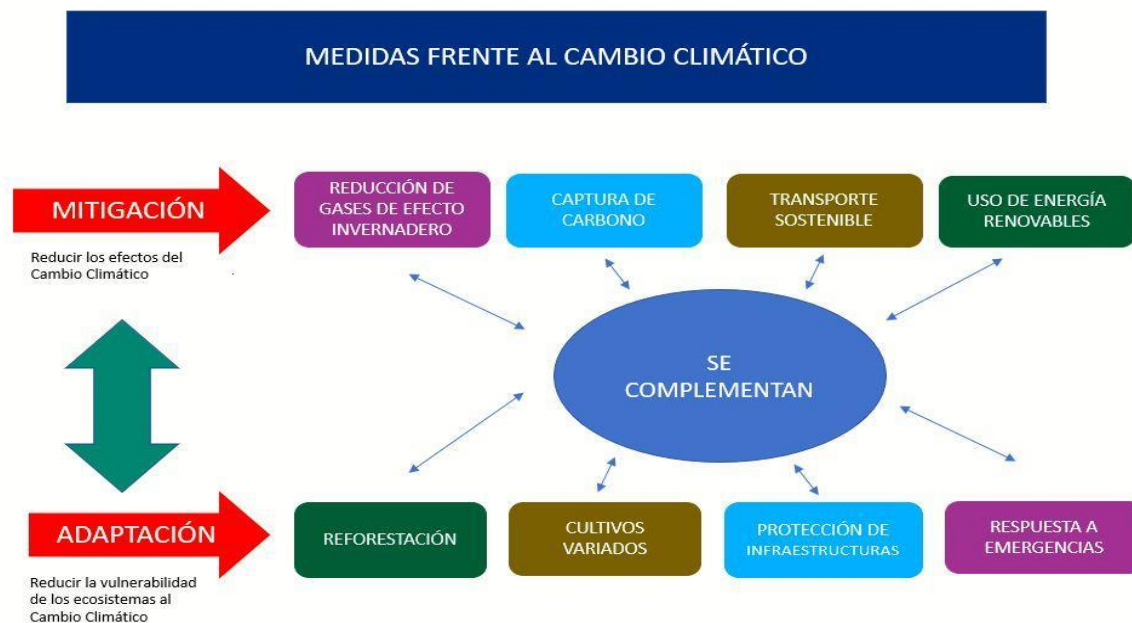 MEDIDAS FRENTE AL CAMBIO CLIMÁTICO
MITIGACIÓN
Reducir los efectos del
Cambio Climático
REDUCCIÓN DE
GASES DE EFECTO
INVERNADERO
CAPTURA DE
CARBONO
TRANSPORTE
SOSTENIBLE
USO DE ENERGÍA
RENOVABLES
SE
COMPLEMENTAN
ADAPTACIÓN
Reducir la vulnerabilidad
de los ecosistemas al
Cambio Climático
REFORESTACIÓN
CULTIVOS
VARIADOS
PROTECCIÓN DE
INFRAESTRUCTURAS
RESPUESTA A
EMERGENCIAS